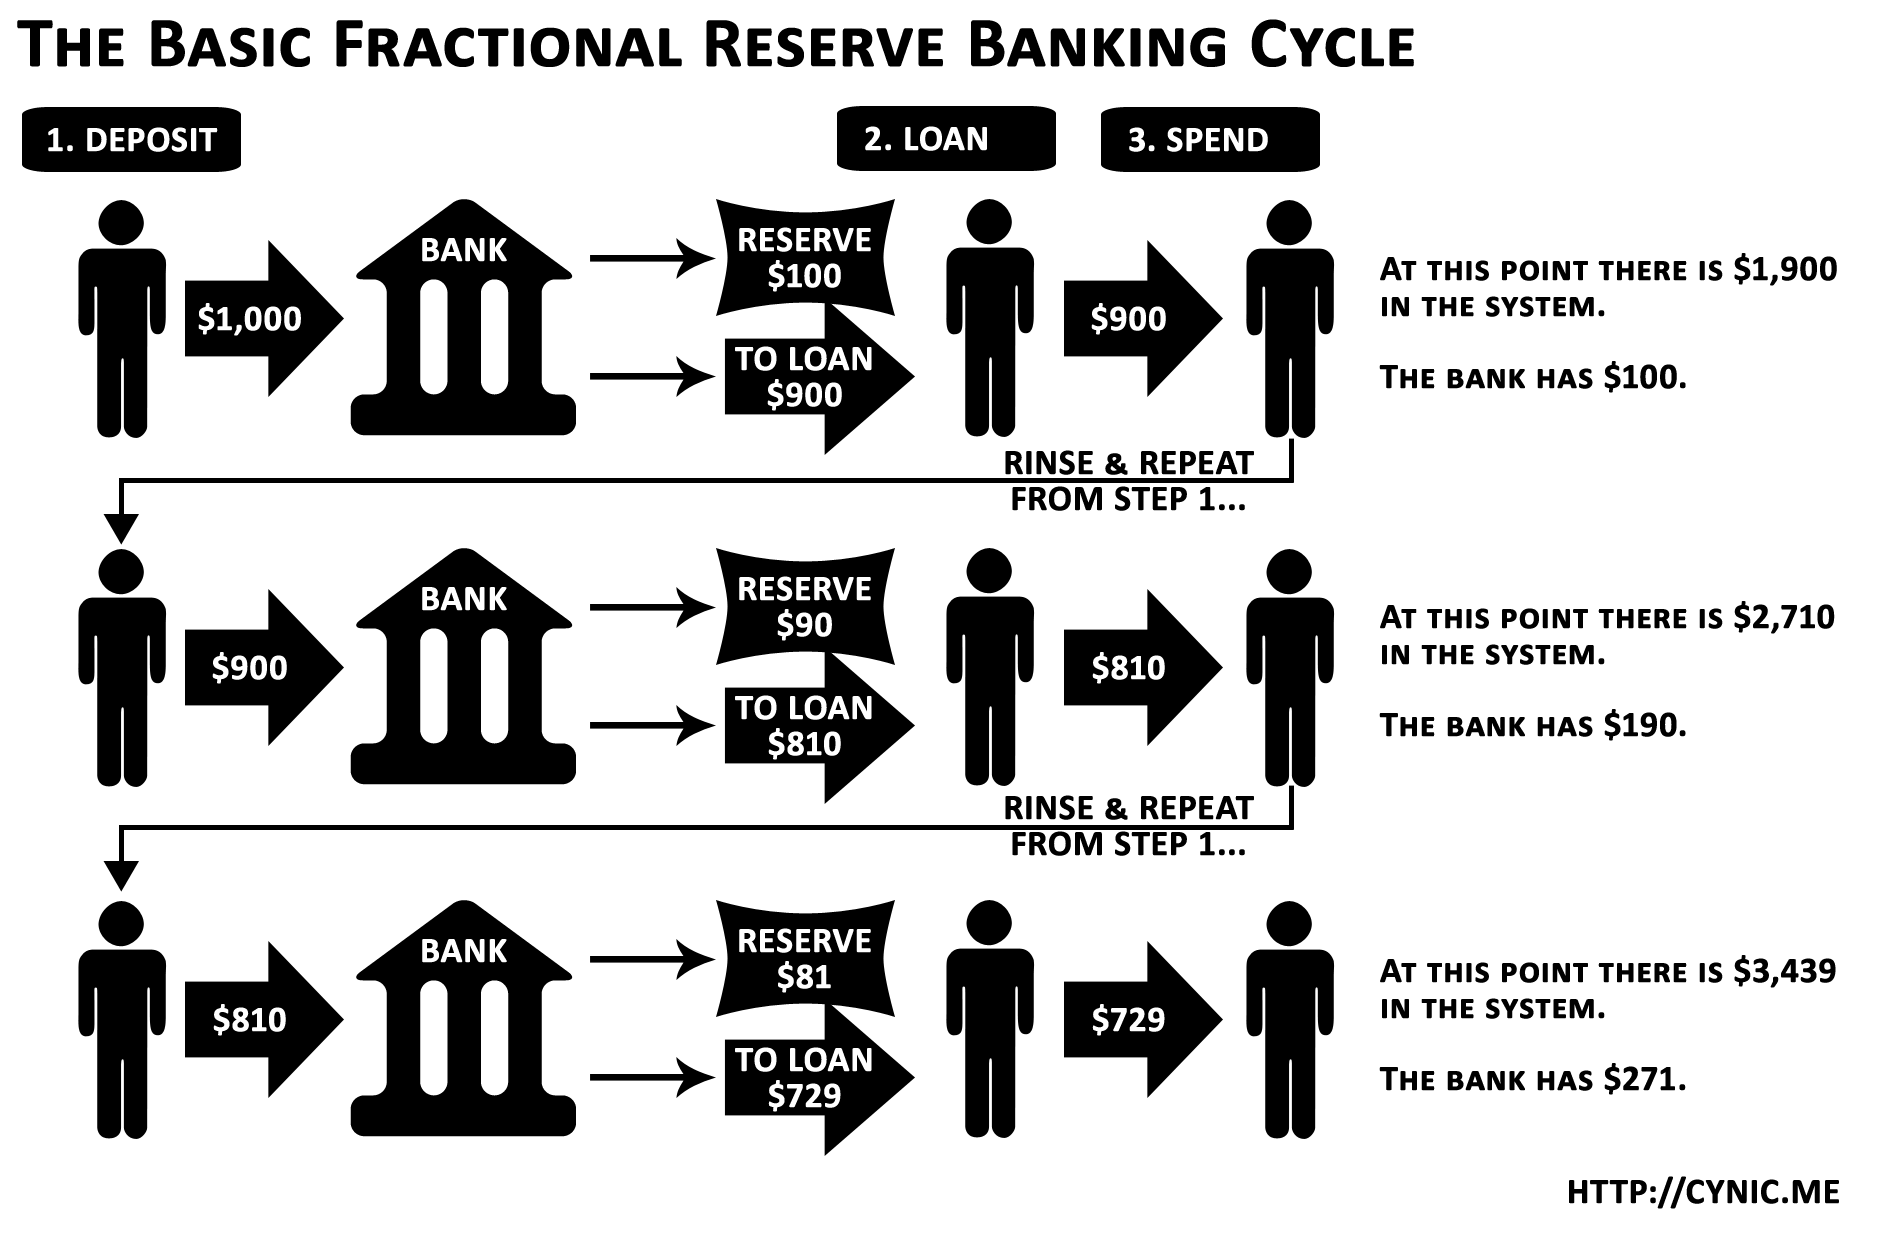 The Basic Fractional Reserve Banking Cycle
1. DEPOSIT
2. LOAN
3. SPEND
$1,000
BANK
RESERVE
$100
TO LOAN
$900
$900
At this point there is $1,900
in the system.
The bank has $100.
RINSE & REPEAT
FROM STEP 1...
$900
BANK
RESERVE
$90
TO LOAN
$810
$810
At this point there is $2,710
in the system.
The bank has $190.
RINSE & REPEAT
FROM STEP 1...
$810
BANK
RESERVE
$81
TO LOAN
$729
$729
At this point there is $3,439
in the system.
The bank has $271.
HTTP://CYNIC.ME